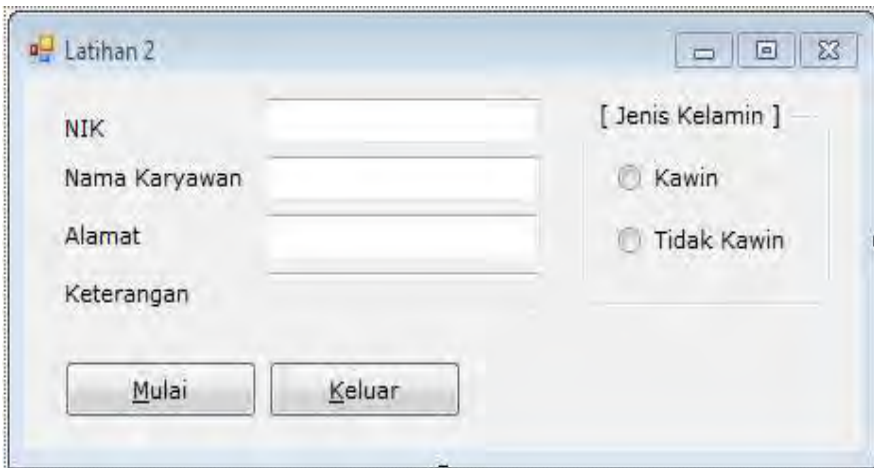 Latihan 2
NIK
Nama Karyawan
Alamat
Keterangan
[ Jenis Kelamin ]
Kawin
Tidak Kawin
Mulai
Keluar